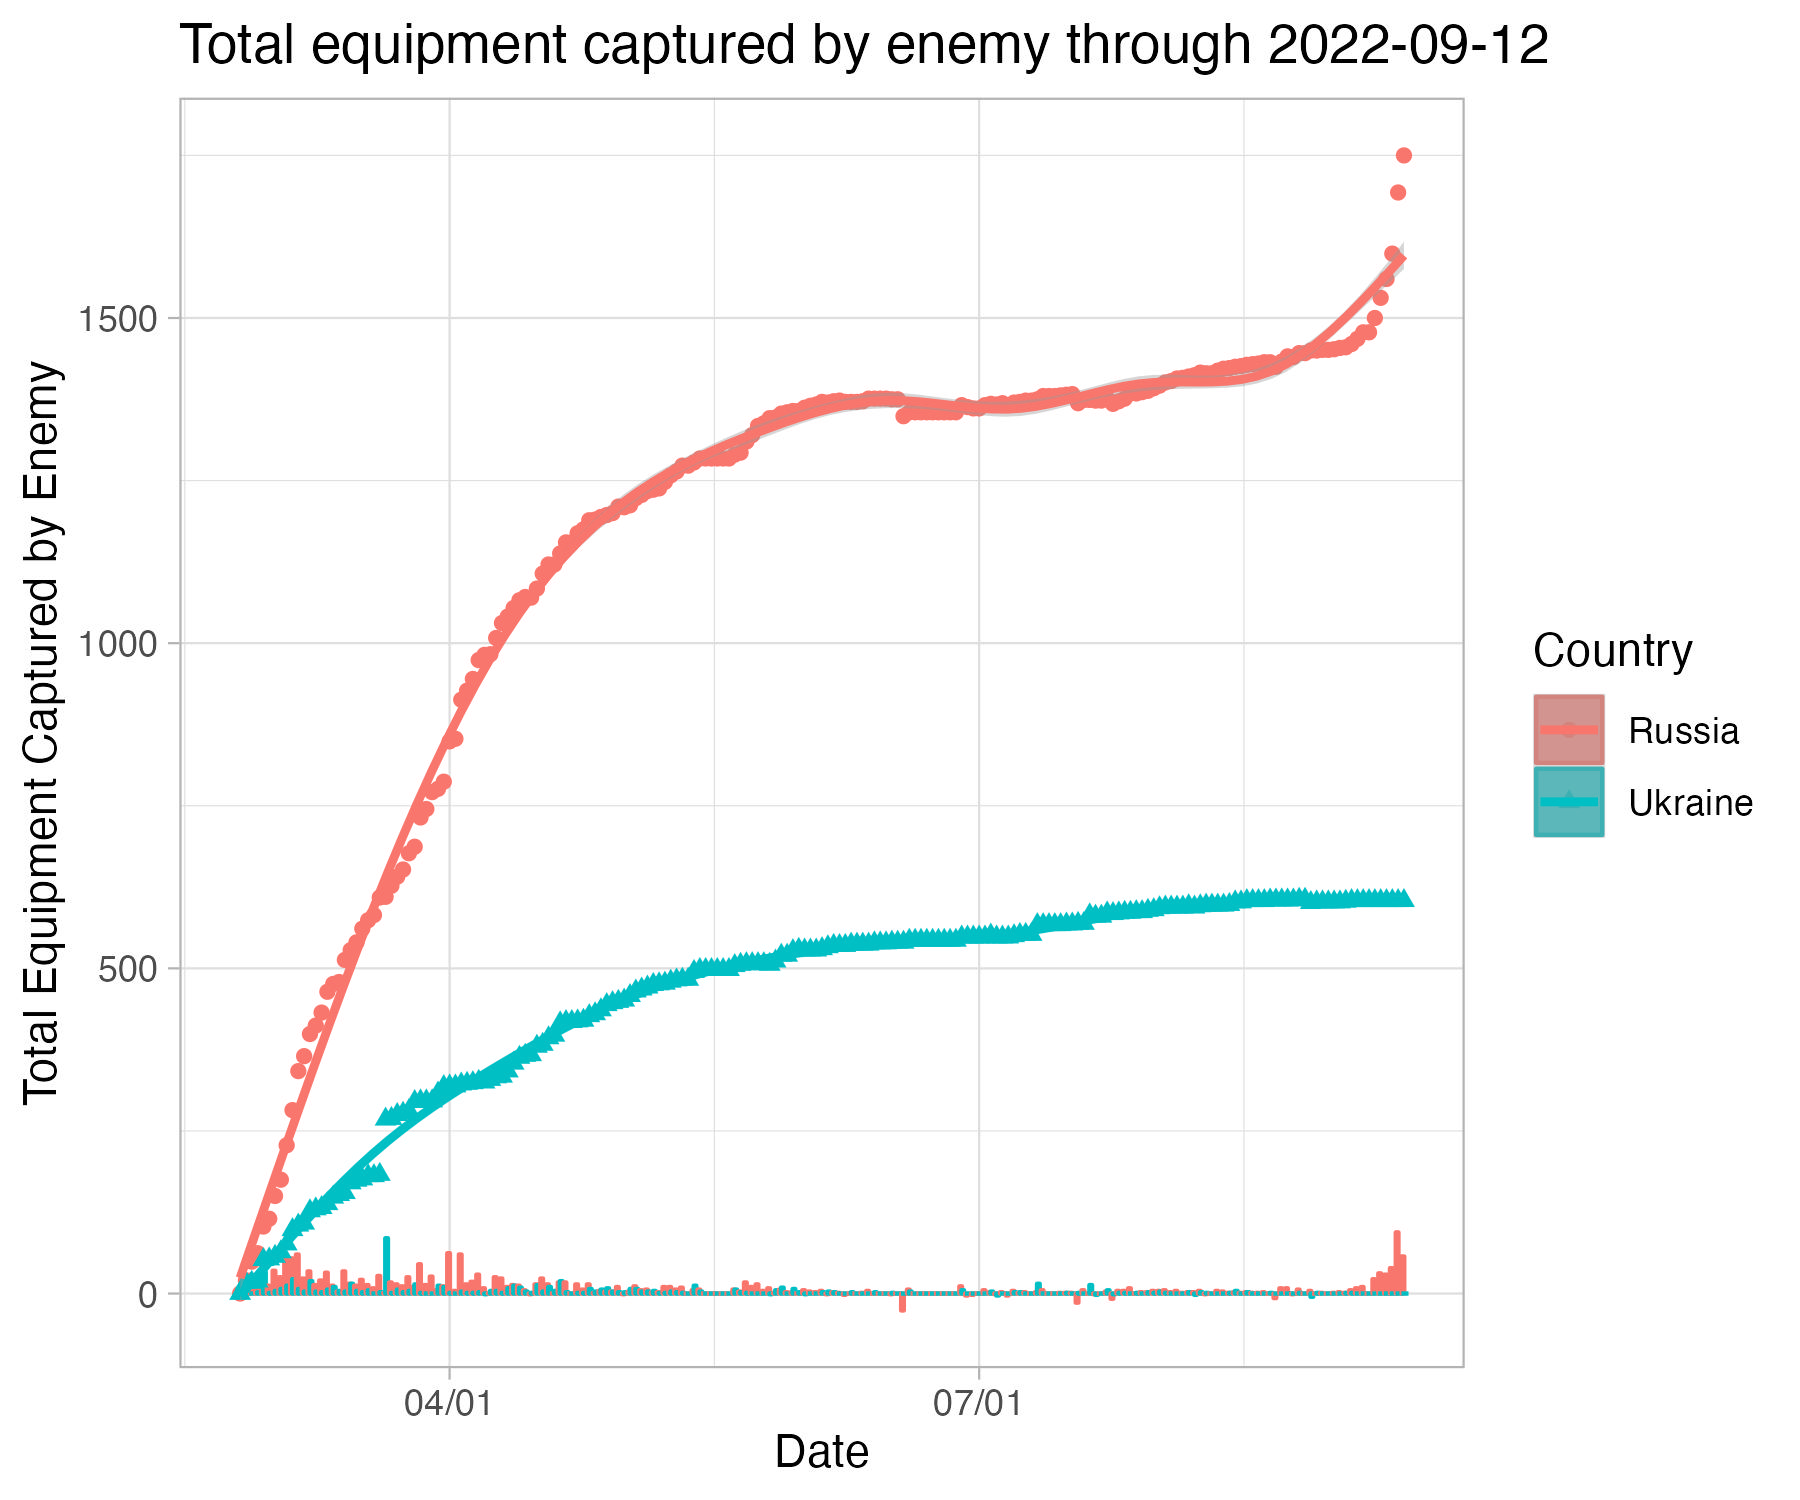 Total equipment captured by enemy through 2022-09-12
Total Equipment Captured by Enemy
1500
1000
500
0
04/01
07/01
Date
Country
Russia
Ukraine